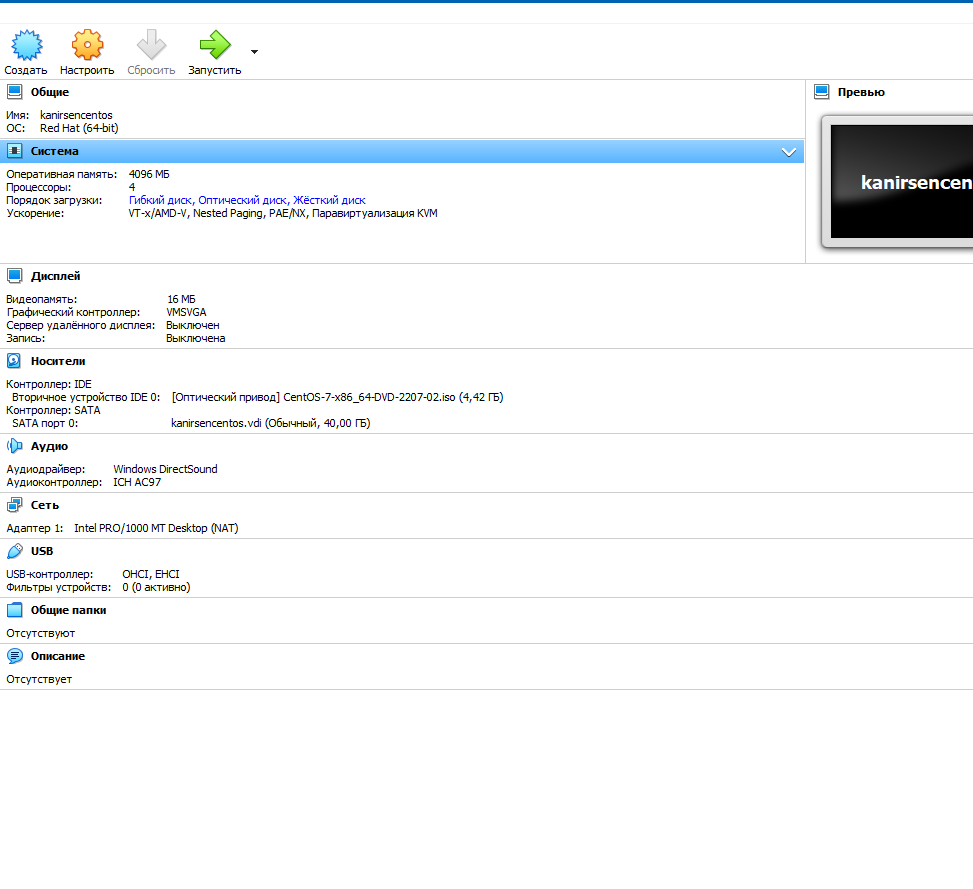 Создать Настроить Сбросить Запустить
Общие
Имя: kanirsencentos
ОС: Red Hat (64-bit)
Превью
kanirsencen
Система
Оперативная память: 4096 МБ
Процессоры: 4
Порядок загрузки: Гибкий диск, Оптический диск, Жёсткий диск
Ускорение: VT-x/AMD-V, Nested Paging, PAE/NX, Паравиртуализация KVM
Дисплей
Видеопамять: 16 МБ
Графический контроллер: VMSVGA
Сервер удалённого дисплея: Выключен
Запись: Выключена
Носители
Контроллер: IDE
Вторичное устройство IDE 0: [Оптический привод] CentOS-7-x86_64-DVD-2207-02.iso (4,42 ГБ)
Контроллер: SATA
SATA порт 0: kanirsencentos.vdi (Обычный, 40,00 ГБ)
Аудио
Аудиодрайвер: Windows DirectSound
Аудиоконтроллер: ICH AC97
Сеть
Адаптер 1: Intel PRO/1000 MT Desktop (NAT)
USB
USB-контроллер: OHCI, EHCI
Фильтры устройств: 0 (0 активно)
Общие папки
Отсутствуют
Описание
Отсутствует